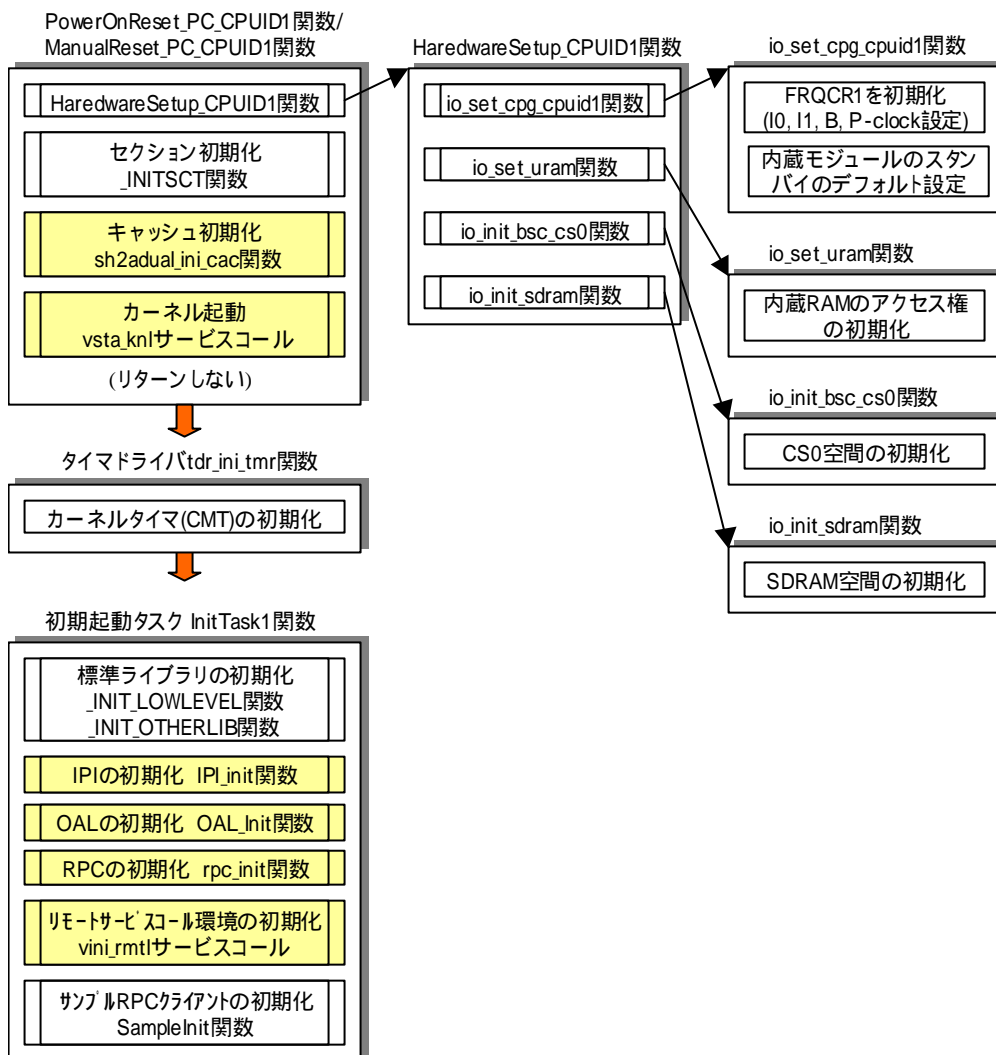 PowerOnReset_PC_CPUID1関数/
ManualReset_PC_CPUID1関数
HaredwareSetup_CPUID1関数
セクション初期化
_INITSCT関数
キャッシュ初期化
sh2adual_ini_cac関数
カーネル起動
vsta_knlサービスコール
(リターンしない)
タイマドライバtdr_ini_tmr関数
カーネルタイマ(CMT)の初期化
初期起動タスク InitTask1関数
標準ライブラリの初期化
_INIT_LOWLEVEL関数
_INIT_OTHERLIB関数
IPIの初期化 IPI_init関数
OALの初期化 OAL_Init関数
RPCの初期化 rpc_init関数
リモートサービスコール環境の初期化
vini_rmtlサービスコール
サンプルRPCクライアントの初期化
SampleInit関数
HaredwareSetup_CPUID1関数
io_set_cpg_cpuid1関数
io_set_uram関数
io_init_bsc_cs0関数
io_init_sdram関数
io_set_cpg_cpuid1関数
FRQCR1を初期化
(I0, I1, B, P-clock設定)
内蔵モジュールのスタン
バイのデフォルト設定
io_set_uram関数
内蔵RAMのアクセス権
の初期化
io_init_bsc_cs0関数
CS0空間の初期化
io_init_sdram関数
SDRAM空間の初期化